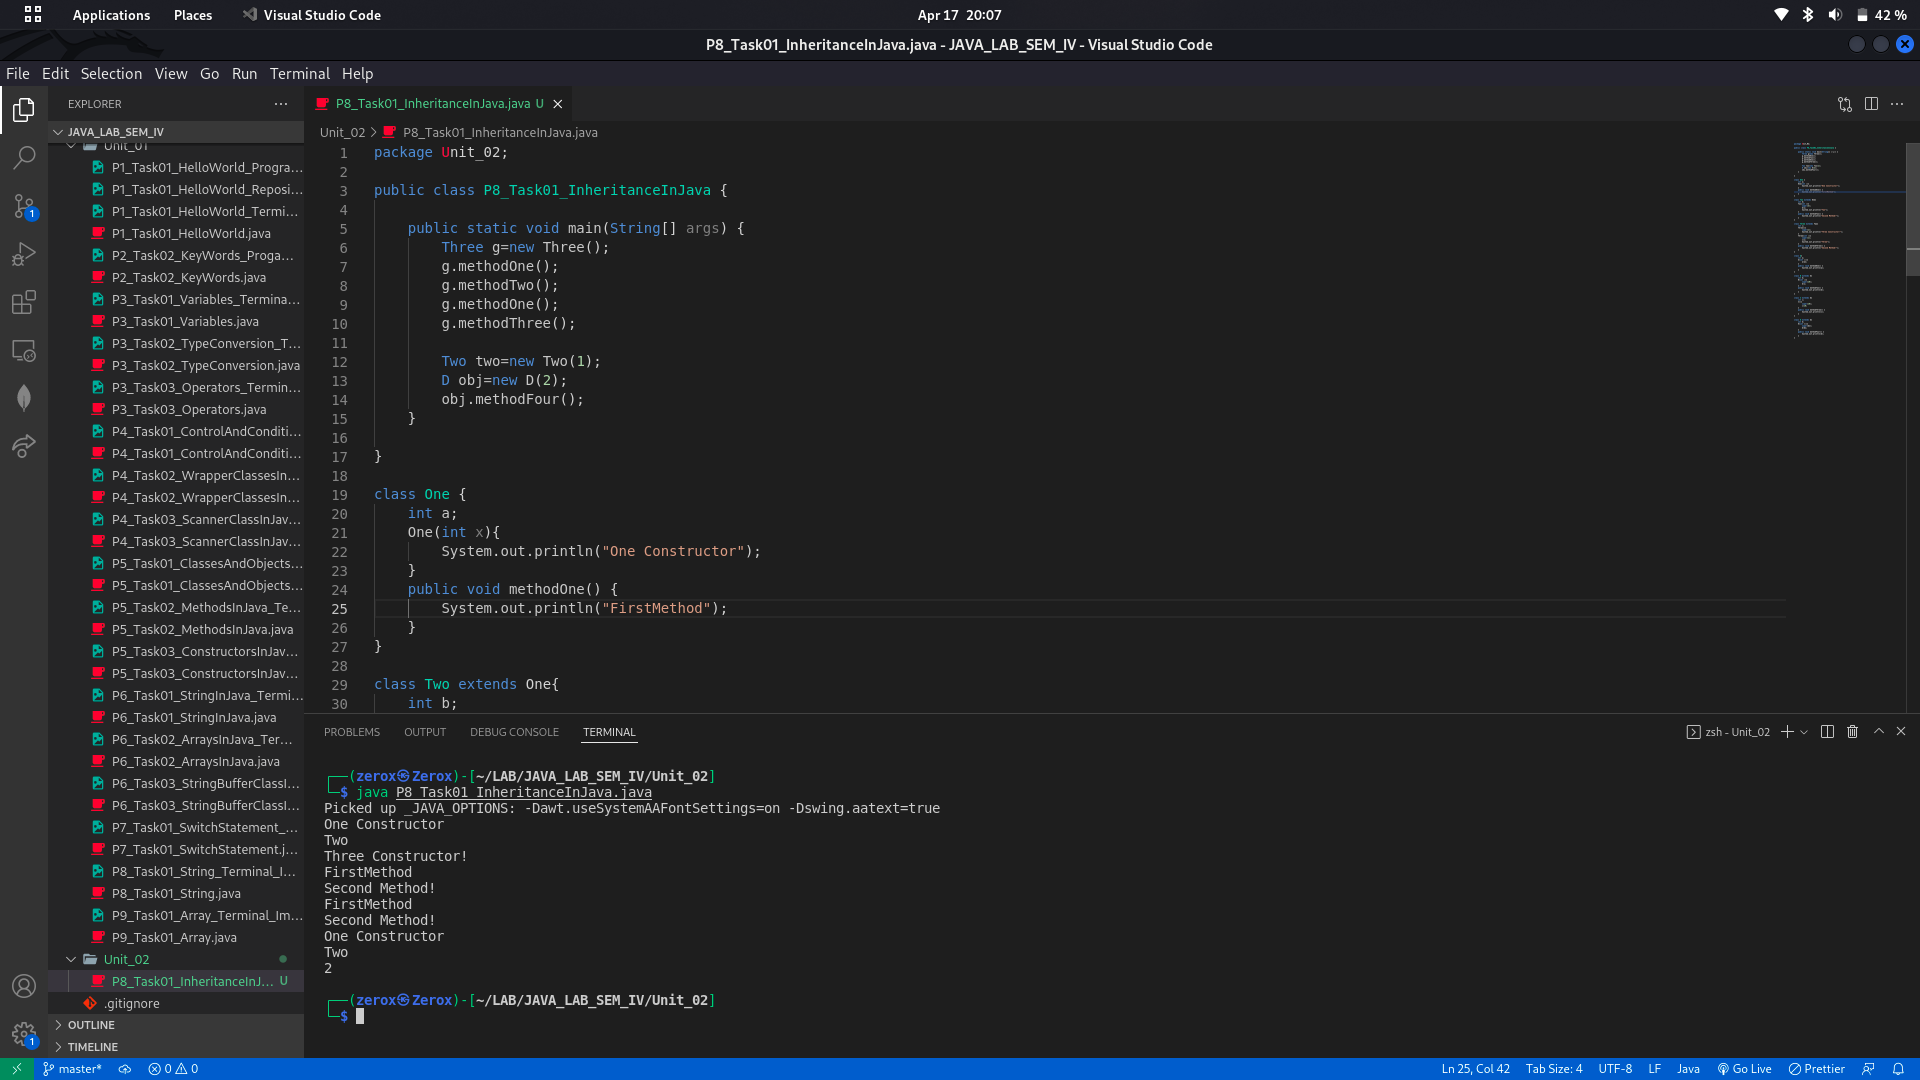 Applications Places Visual Studio Code Apr 17 20:07 42 %
P8_Task01_InheritanceInJava.java - JAVA_LAB_SEM_IV - Visual Studio Code
File Edit Selection View Go Run Terminal Help
EXPLORER
JAVA_LAB_SEM_IV
Unit_01
P1_Task01_HelloWorld_Progra...
P1_Task01_HelloWorld_Reposi...
P1_Task01_HelloWorld_Termi...
P1_Task01_HelloWorld.java
P2_Task02_KeyWords_Proga...
P2_Task02_KeyWords.java
P3_Task01_Variables_Termina...
P3_Task01_Variables.java
P3_Task02_TypeConversion_T...
P3_Task02_TypeConversion.java
P3_Task03_Operators_Termin...
P3_Task03_Operators.java
P4_Task01_ControlAndConditi...
P4_Task01_ControlAndConditi...
P4_Task02_WrapperClassesIn...
P4_Task02_WrapperClassesIn...
P4_Task03_ScannerClassInJav...
P4_Task03_ScannerClassInJav...
P5_Task01_ClassesAndObjects...
P5_Task01_ClassesAndObjects...
P5_Task02_MethodsInJava_Te...
P5_Task02_MethodsInJava.java
P5_Task03_ConstructorsInJav...
P5_Task03_ConstructorsInJav...
P6_Task01_StringInJava_Termi...
P6_Task01_StringInJava.java
P6_Task02_ArraysInJava_Ter...
P6_Task02_ArraysInJava.java
P6_Task03_StringBufferClassI...
P6_Task03_StringBufferClassI...
P7_Task01_SwitchStatement_...
P7_Task01_SwitchStatement.j...
P8_Task01_String_Terminal_I...
P8_Task01_String.java
P9_Task01_Array_Terminal_Im...
P9_Task01_Array.java
Unit_02
P8_Task01_InheritanceInJ... U
.gitignore
OUTLINE
TIMELINE
1
1
P8_Task01_InheritanceInJava.java U
Unit_02 > P8_Task01_InheritanceInJava.java
1 package Unit_02;
2
3 public class P8_Task01_InheritanceInJava {
4
5 public static void main(String[] args) {
6 Three g=new Three();
7 g.methodOne();
8 g.methodTwo();
9 g.methodOne();
10 g.methodThree();
11
12 Two two=new Two(1);
13 D obj=new D(2);
14 obj.methodFour();
15 }
16
17 }
18
19 class One {
20 int a;
21 One(int x){
22 System.out.println("One Constructor");
23 }
24 public void methodOne() {
25 System.out.println("FirstMethod");
26 }
27 }
28
29 class Two extends One{
30 int b;
PROBLEMS OUTPUT DEBUG CONSOLE TERMINAL zsh - Unit_02
(zerox㉿Zerox)-[~/LAB/JAVA_LAB_SEM_IV/Unit_02]
$ java P8_Task01_InheritanceInJava.java
Picked up _JAVA_OPTIONS: -Dawt.useSystemAAFontSettings=on -Dswing.aatext=true
One Constructor
Two
Three Constructor!
FirstMethod
Second Method!
FirstMethod
Second Method!
One Constructor
Two
2
(zerox㉿Zerox)-[~/LAB/JAVA_LAB_SEM_IV/Unit_02]
$
master* 0 0 Ln 25, Col 42 Tab Size: 4 UTF-8 LF Java Go Live Prettier